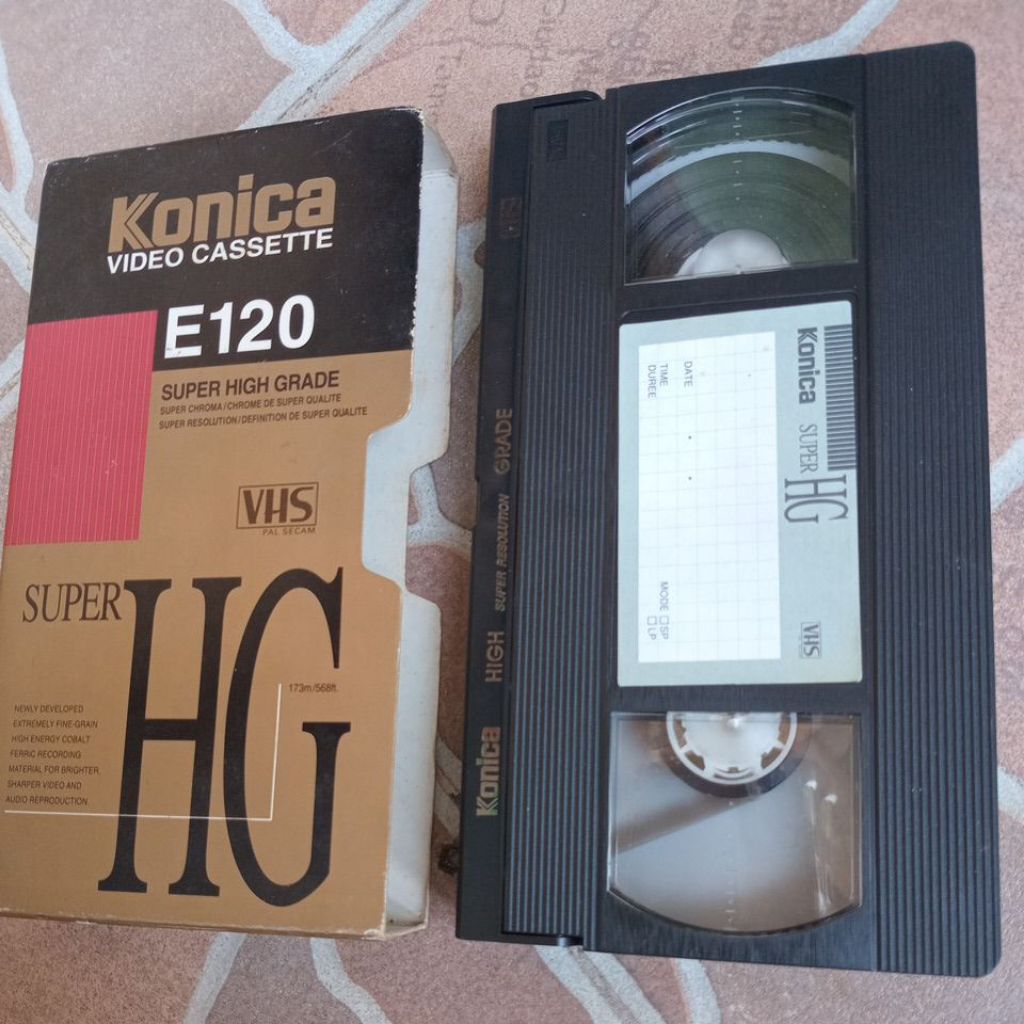 Konica
VIDEO CASSETTE
E120
SUPER HIGH GRADE
SUPER CHROMA/CHROME DE SUPER QUALITE
SUPER RESOLUTION/DEFINITION DE SUPER QUALITE
VHS
PAL SECAM
SUPER HG
173m/568ft.
NEWLY DEVELOPED
EXTREMELY FINE-GRAIN
HIGH ENERGY COBALT
FERRIC RECORDING
MATERIAL FOR BRIGHTER,
SHARPER VIDEO AND
AUDIO REPRODUCTION.
Konica HIGH SUPER RESOLUTION GRADE
VHS
Konica SUPER HG
VHS
DATE
TIME
DUREE
MODE □SP
□LP